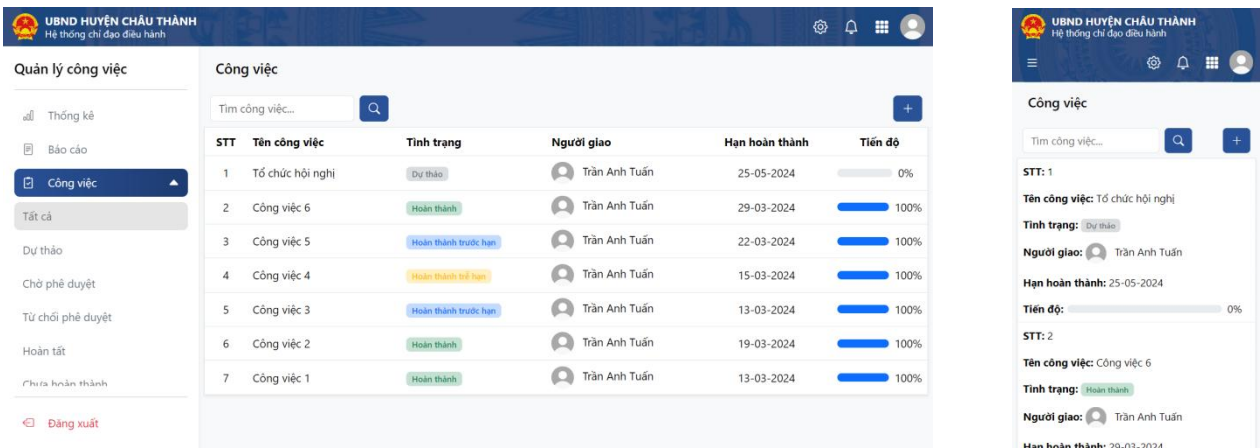 UBND HUYỆN CHÂU THÀNH
Hệ thống chỉ đạo điều hành
Quản lý công việc
Thống kê
Báo cáo
Công việc
Tất cả
Dự thảo
Chờ phê duyệt
Từ chối phê duyệt
Hoàn tất
Chưa hoàn thành
Đăng xuất
Công việc
Tìm công việc...
+
STT Tên công việc Tình trạng Người giao Hạn hoàn thành Tiến độ
1 Tổ chức hội nghị Dự thảo Trần Anh Tuấn 25-05-2024 0%
2 Công việc 6 Hoàn thành Trần Anh Tuấn 29-03-2024 100%
3 Công việc 5 Hoàn thành trước hạn Trần Anh Tuấn 22-03-2024 100%
4 Công việc 4 Hoàn thành trễ hạn Trần Anh Tuấn 15-03-2024 100%
5 Công việc 3 Hoàn thành trước hạn Trần Anh Tuấn 13-03-2024 100%
6 Công việc 2 Hoàn thành Trần Anh Tuấn 19-03-2024 100%
7 Công việc 1 Hoàn thành Trần Anh Tuấn 13-03-2024 100%
UBND HUYỆN CHÂU THÀNH
Hệ thống chỉ đạo điều hành
Công việc
Tìm công việc...
+
STT: 1
Tên công việc: Tổ chức hội nghị
Tình trạng: Dự thảo
Người giao: Trần Anh Tuấn
Hạn hoàn thành: 25-05-2024
Tiến độ: 0%
STT: 2
Tên công việc: Công việc 6
Tình trạng: Hoàn thành
Người giao: Trần Anh Tuấn
Hạn hoàn thành: 29-03-2024